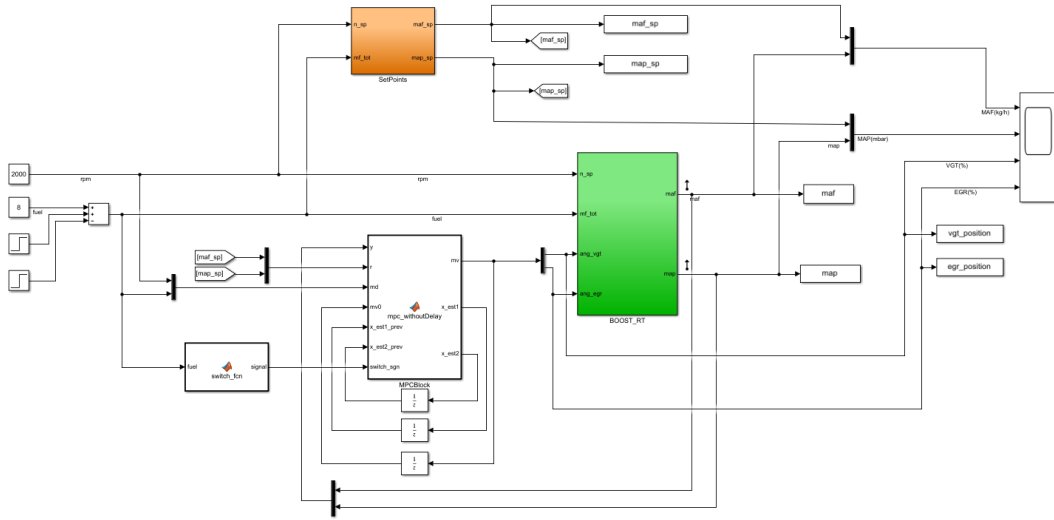 n_sp
maf_sp
maf_sp
[maf_sp]
mf_tot
map_sp
map_sp
SetPoints
[map_sp]
MAF(kg/h)
MAP(mbar)
map
2000
rpm
rpm
n_sp
VGT(%)
maf
maf
maf
EGR(%)
8
fuel
+
+
−
fuel
mf_tot
vgt_position
[maf_sp]
y
ang_vgt
r
mv
[map_sp]
map
map
egr_position
md
mpc_withoutDelay
ang_egr
mv0
x_est1
BOOST_RT
x_est1_prev
x_est2_prev
x_est2
fuel
switch_fcn
signal
switch_sgn
MPCBlock
1
z
1
z
1
z